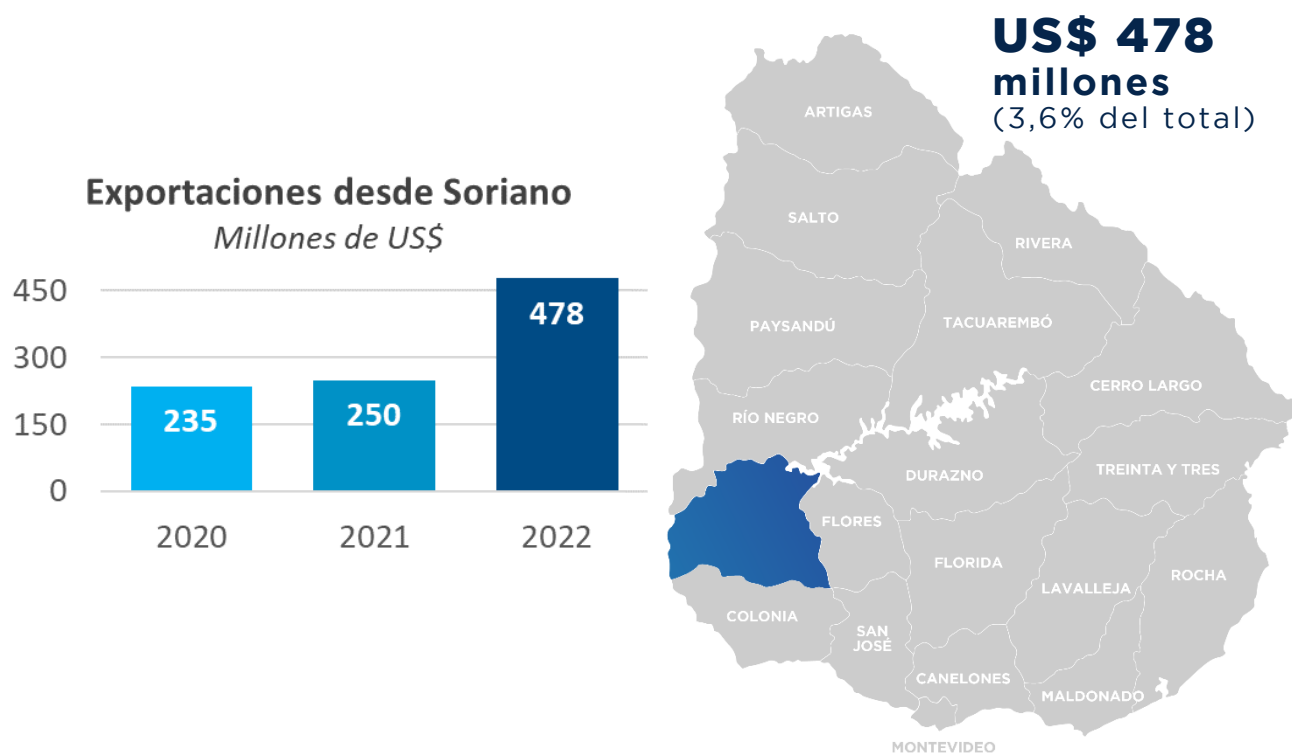 US$ 478
millones
(3,6% del total)
Exportaciones desde Soriano
Millones de US$
450
300
150
0
235
250
478
2020
2021
2022
ARTIGAS
SALTO
RIVERA
PAYSANDÚ
TACUAREMBÓ
CERRO LARGO
RÍO NEGRO
TREINTA Y TRES
DURAZNO
FLORES
FLORIDA
ROCHA
LAVALLEJA
COLONIA
SAN
JOSÉ
CANELONES
MALDONADO
MONTEVIDEO